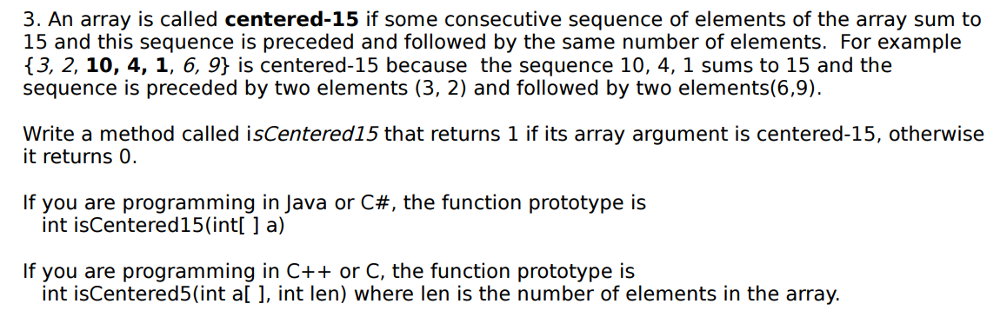 3. An array is called centered-15 if some consecutive sequence of elements of the array sum to
15 and this sequence is preceded and followed by the same number of elements.  For example
{3, 2, 10, 4, 1, 6, 9} is centered-15 because  the sequence 10, 4, 1 sums to 15 and the
sequence is preceded by two elements (3, 2) and followed by two elements(6,9).
Write a method called isCentered15 that returns 1 if its array argument is centered-15, otherwise
it returns 0.
If you are programming in Java or C#, the function prototype is
int isCentered15(int[ ] a)
If you are programming in C++ or C, the function prototype is
int isCentered5(int a[ ], int len) where len is the number of elements in the array.